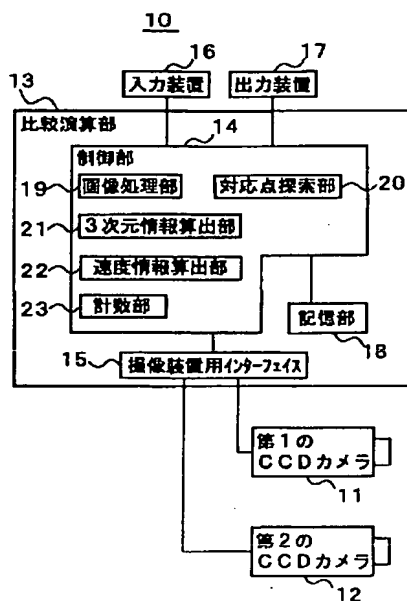 10
16
17
入力装置
出力装置
13
比較演算部
14
制御部
19
画像処理部
対応点探索部
20
21
3次元情報算出部
22
速度情報算出部
23
計数部
記憶部
18
15
撮像装置用インターフェイス
第1の
CCDカメラ
11
第2の
CCDカメラ
12